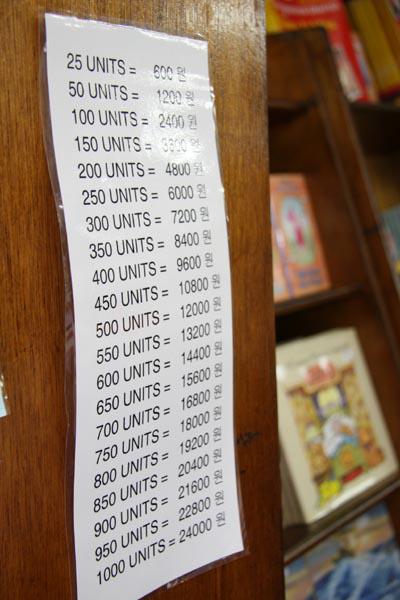 25 UNITS = 600 원
50 UNITS = 1200 원
100 UNITS = 2400 원
150 UNITS = 3600 원
200 UNITS = 4800 원
250 UNITS = 6000 원
300 UNITS = 7200 원
350 UNITS = 8400 원
400 UNITS = 9600 원
450 UNITS = 10800 원
500 UNITS = 12000 원
550 UNITS = 13200 원
600 UNITS = 14400 원
650 UNITS = 15600 원
700 UNITS = 16800 원
750 UNITS = 18000 원
800 UNITS = 19200 원
850 UNITS = 20400 원
900 UNITS = 21600 원
950 UNITS = 22800 원
1000 UNITS = 24000 원